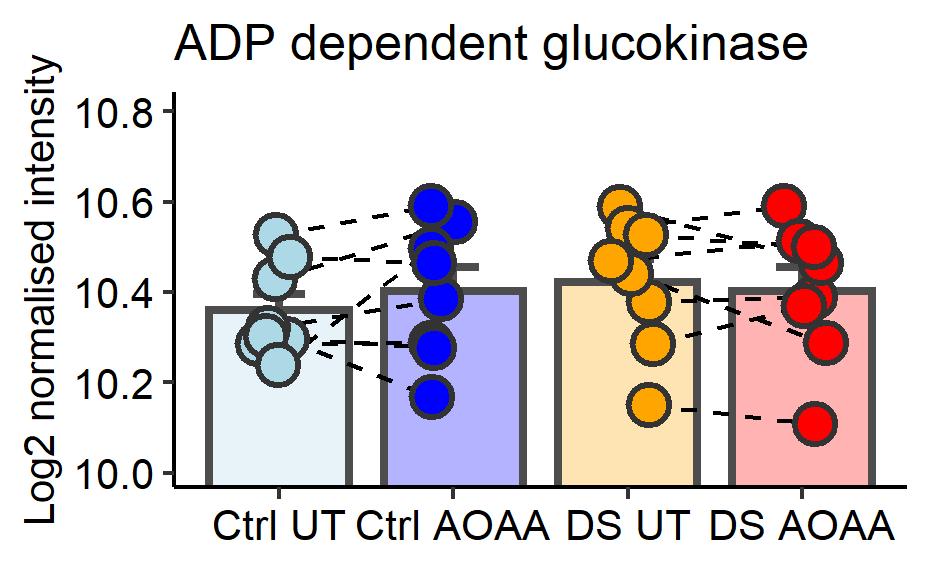 ADP dependent glucokinase
Log2 normalised intensity
10.8
10.6
10.4
10.2
10.0
Ctrl UT Ctrl AOAA DS UT DS AOAA